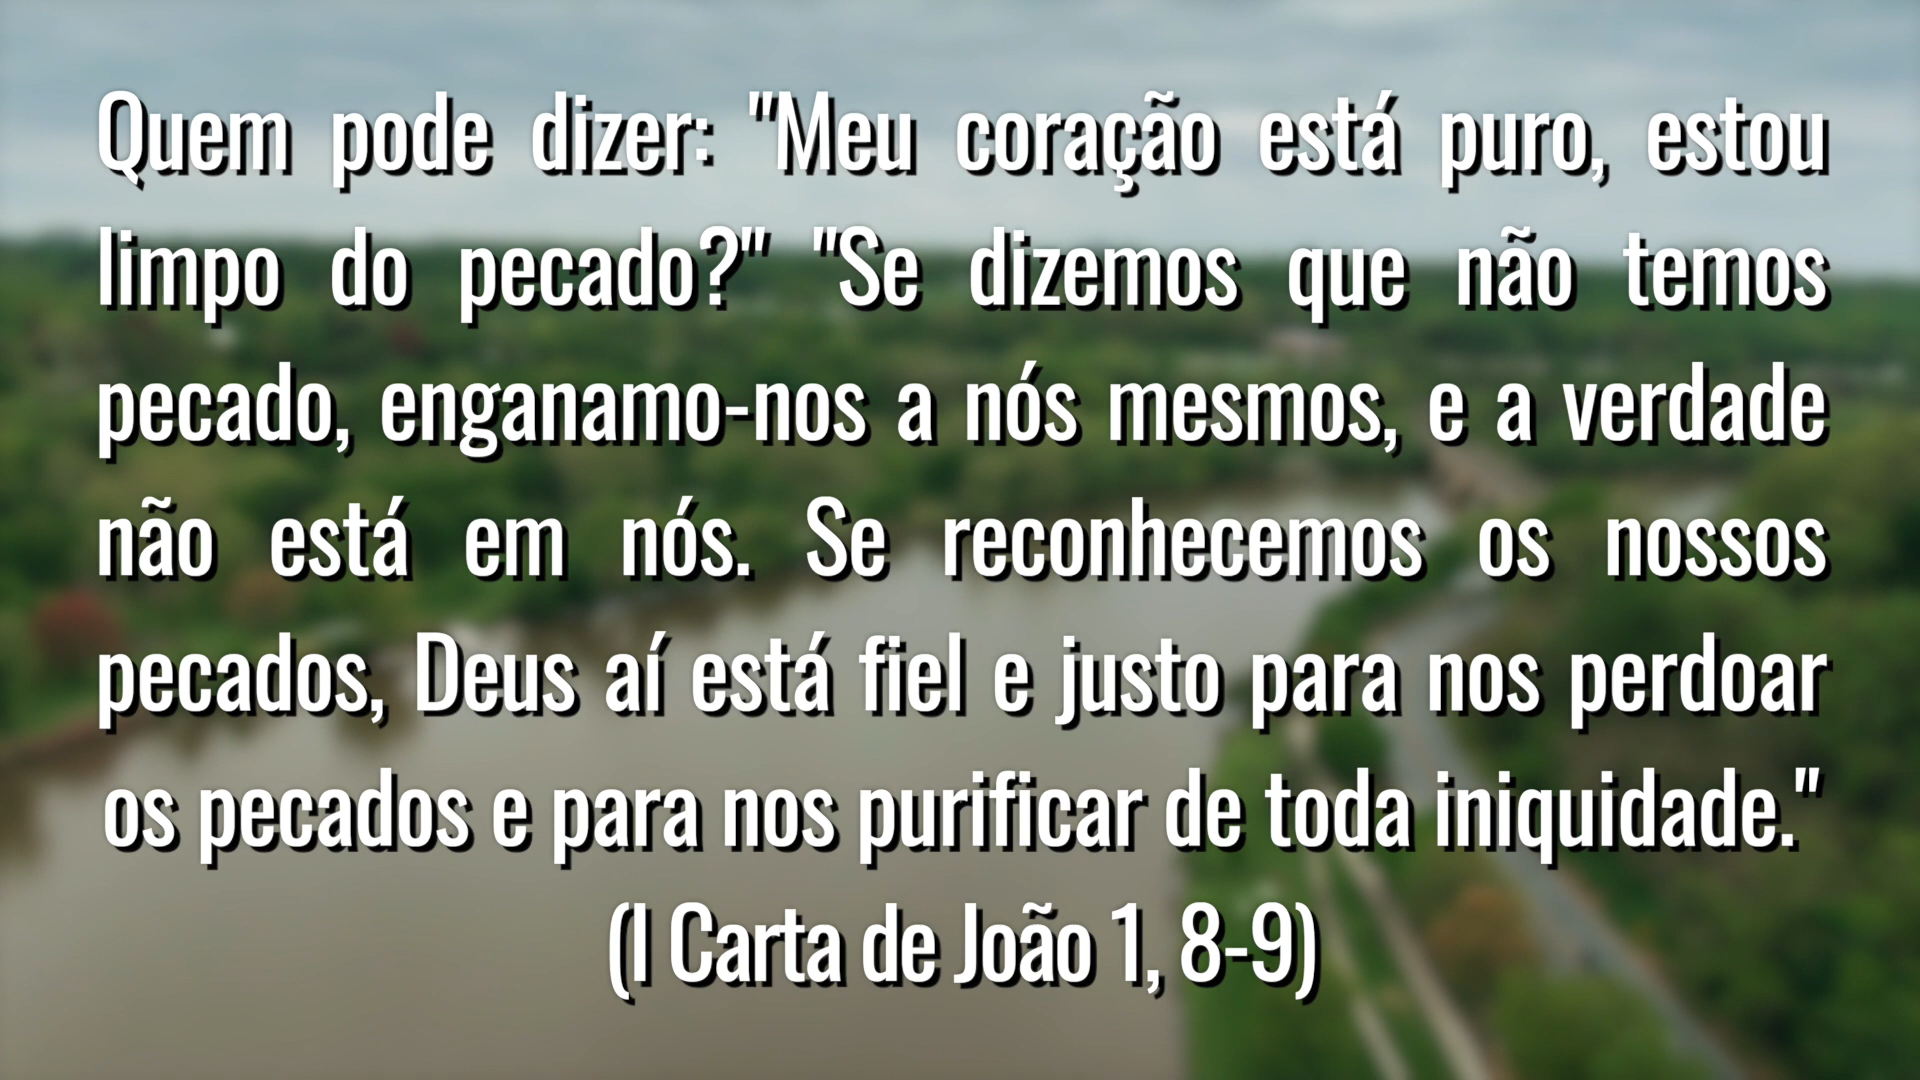 Quem pode dizer: "Meu coração está puro, estou
limpo do pecado?" "Se dizemos que não temos
pecado, enganamo-nos a nós mesmos, e a verdade
não está em nós. Se reconhecemos os nossos
pecados, Deus aí está fiel e justo para nos perdoar
os pecados e para nos purificar de toda iniquidade."
(I Carta de João 1, 8-9)